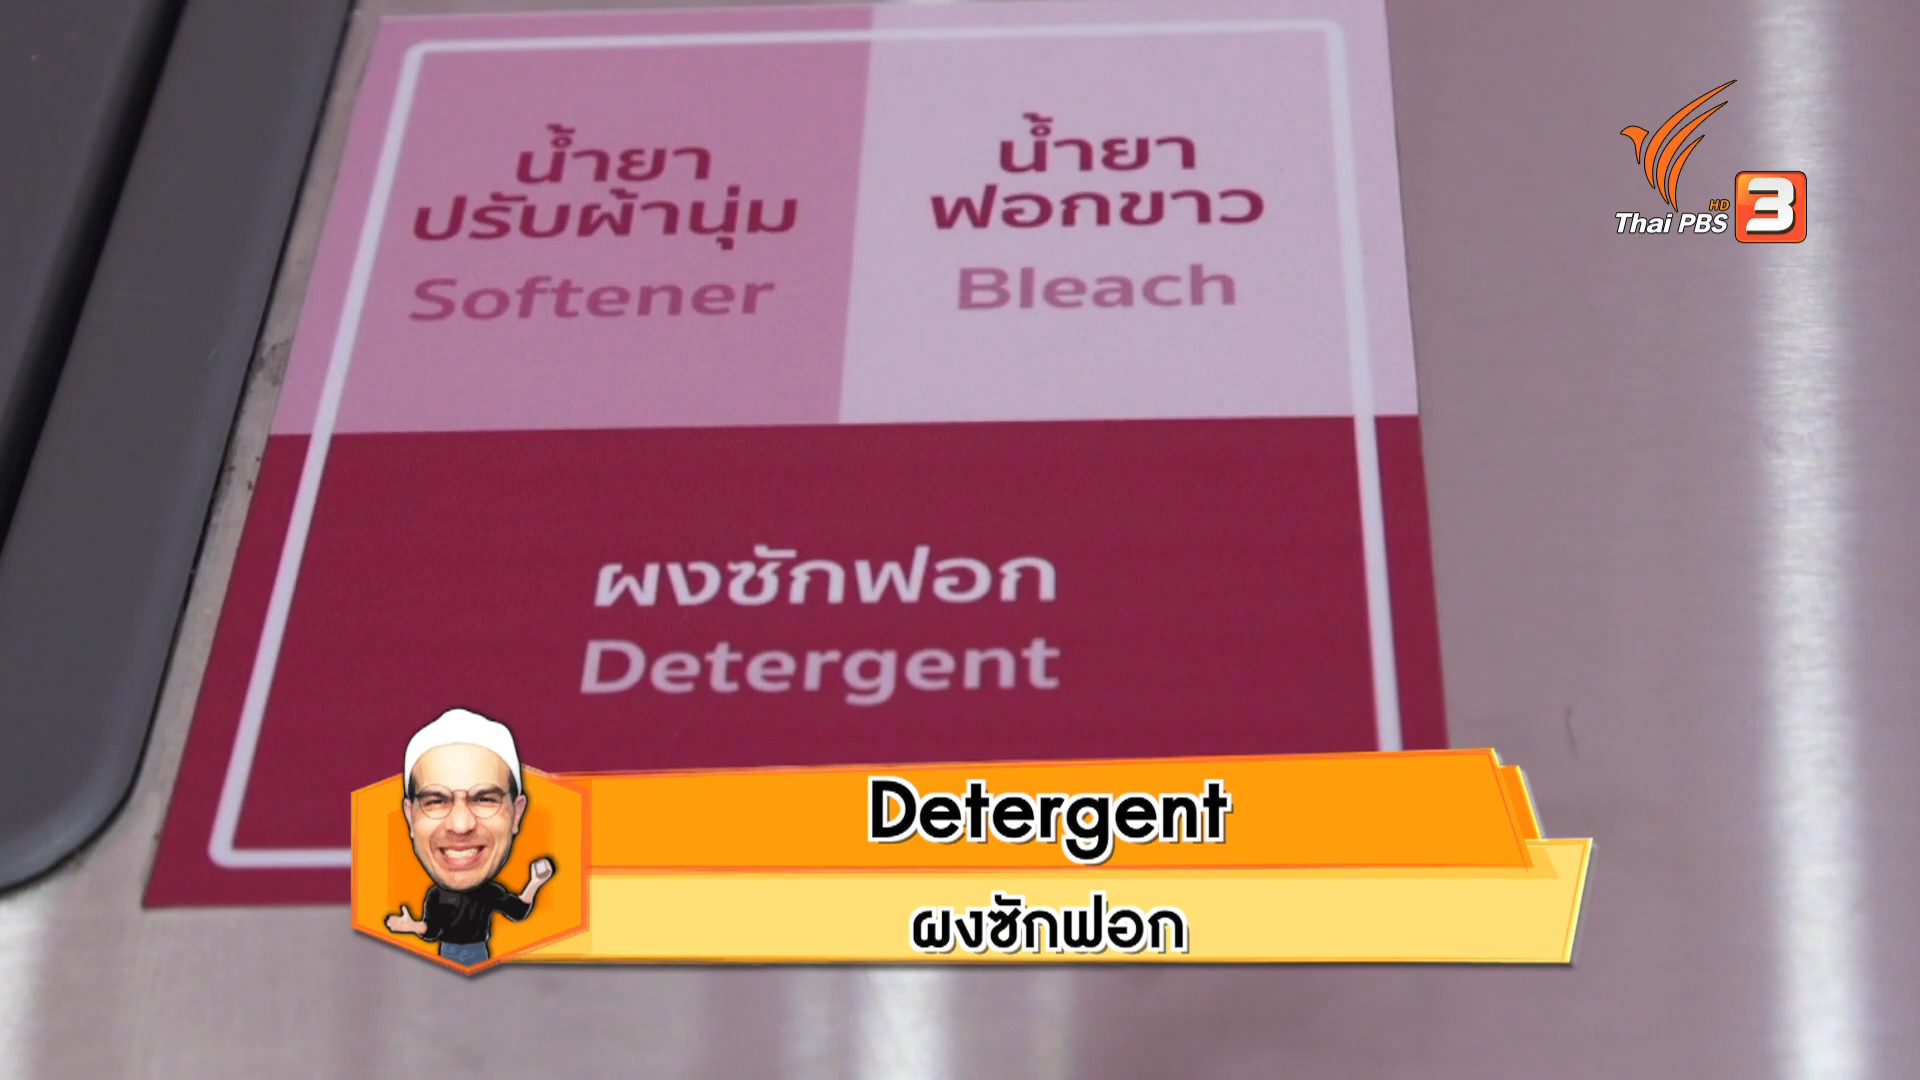 น้ำยา
ปรับผ้านุ่ม
Softener
น้ำยา
ฟอกขาว
Bleach
HD
Thai PBS 3
ผงซักฟอก
Detergent
Detergent
ผงซักฟอก